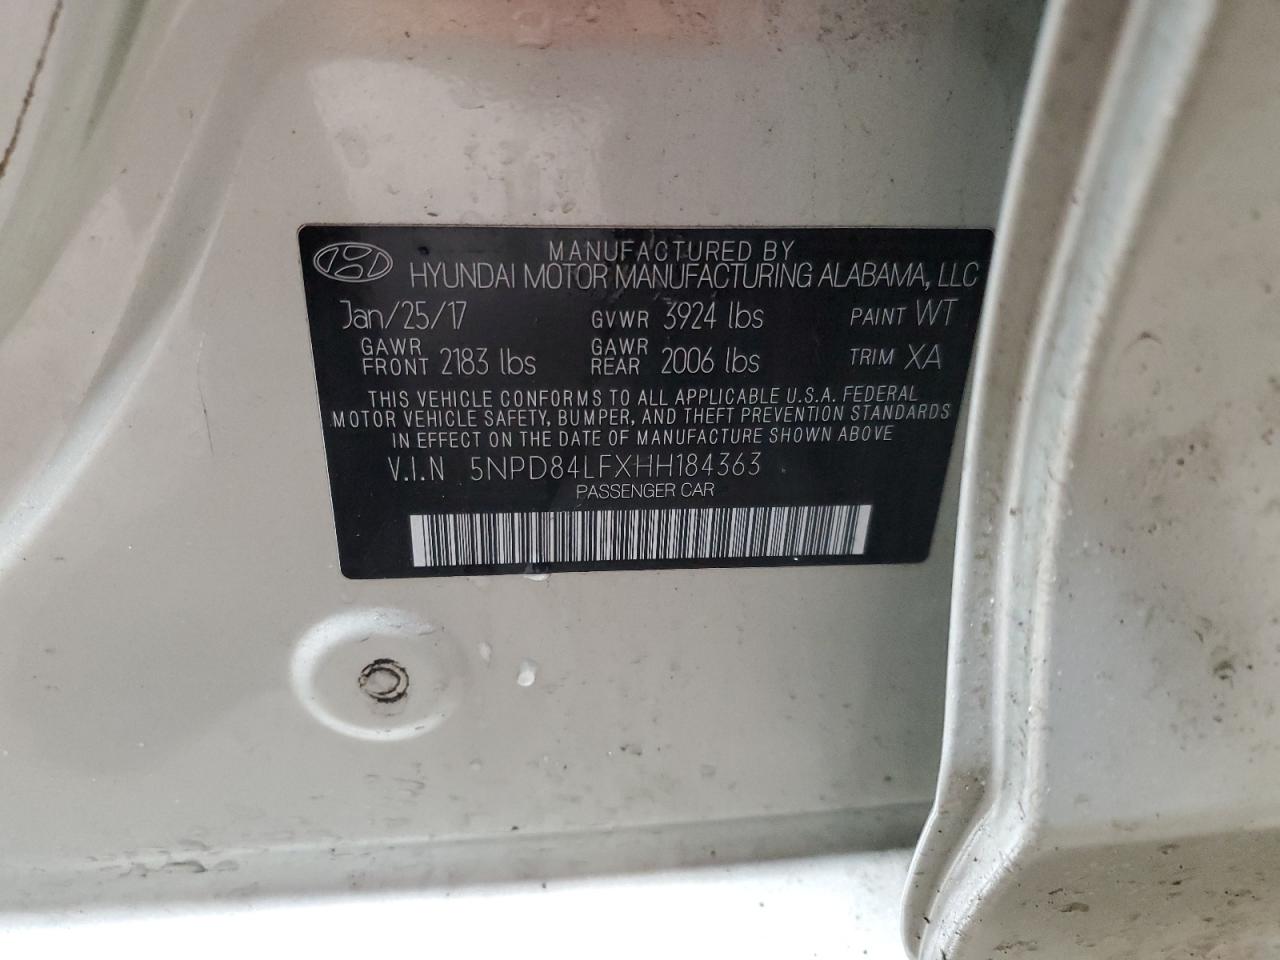 MANUFACTURED BY
HYUNDAI MOTOR MANUFACTURING ALABAMA, LLC
Jan/25/17 GVWR 3924 lbs PAINT WT
GAWR FRONT 2183 lbs GAWR REAR 2006 lbs TRIM XA
THIS VEHICLE CONFORMS TO ALL APPLICABLE U.S.A. FEDERAL
MOTOR VEHICLE SAFETY, BUMPER, AND THEFT PREVENTION STANDARDS
IN EFFECT ON THE DATE OF MANUFACTURE SHOWN ABOVE
V.I.N 5NPD84LFXHH184363
PASSENGER CAR